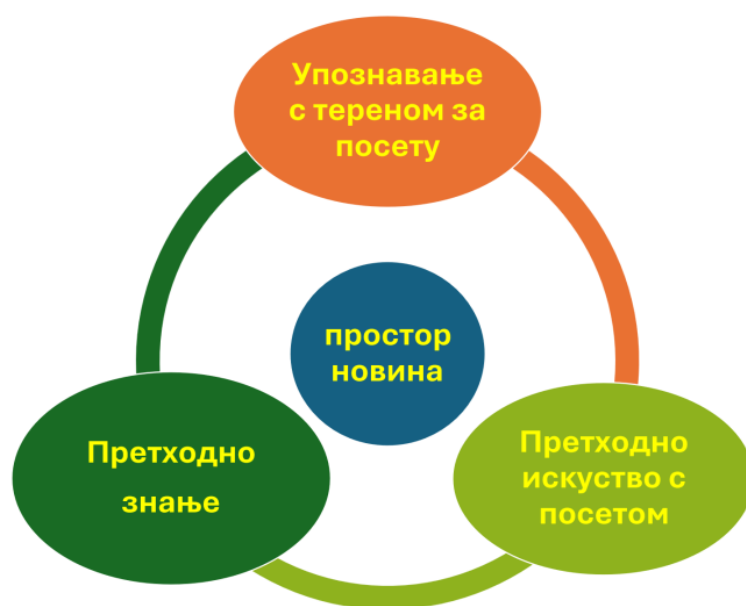 Упознавање
с тереном за
посету
простор
новина
Претходно
знање
Претходно
искуство с
посетом